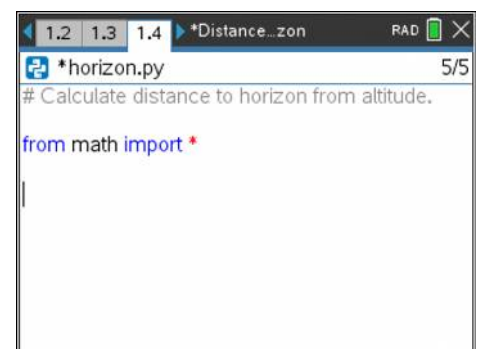 1.2 1.3 1.4 *Distance...zon RAD
*horizon.py 5/5
# Calculate distance to horizon from altitude.
from math import *